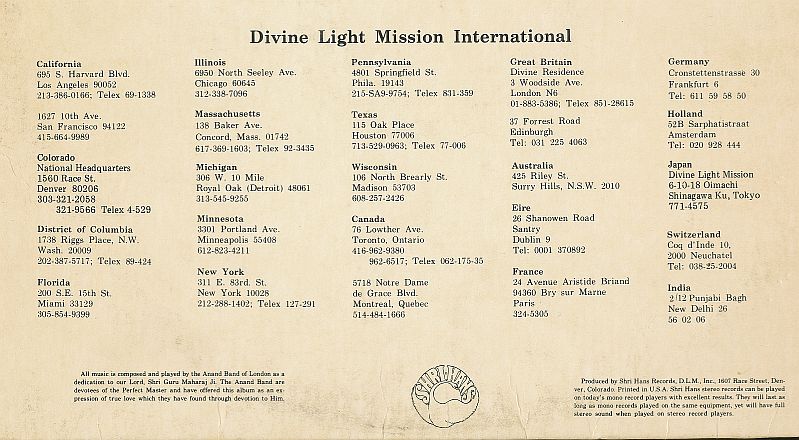 Divine Light Mission International
California
695 S. Harvard Blvd.
Los Angeles 90052
213-386-0166; Telex 69-1338
1627 10th Ave.
San Francisco 94122
415-664-9989
Colorado
National Headquarters
1560 Race St.
Denver 80206
303-321-2058
321-9566 Telex 4-529
District of Columbia
1738 Riggs Place, N.W.
Wash. 20009
202-387-5717; Telex 89-424
Florida
200 S.E. 15th St.
Miami 33129
305-854-9399
Illinois
6950 North Seeley Ave.
Chicago 60645
312-338-7096
Massachusetts
138 Baker Ave.
Concord, Mass. 01742
617-369-1603; Telex 92-3435
Michigan
306 W. 10 Mile
Royal Oak (Detroit) 48061
313-545-9255
Minnesota
3301 Portland Ave.
Minneapolis 55408
612-823-4211
New York
311 E. 83rd. St.
New York 10028
212-288-1402; Telex 127-291
Pennsylvania
4801 Springfield St.
Phila. 19143
215-SA9-9754; Telex 831-359
Texas
115 Oak Place
Houston 77006
713-529-0963; Telex 77-006
Wisconsin
106 North Brearly St.
Madison 53703
608-257-2426
Canada
76 Lowther Ave.
Toronto, Ontario
416-962-9380
962-6517; Telex 062-175-35
5718 Notre Dame
de Grace Blvd.
Montreal, Quebec
514-484-1666
Great Britain
Divine Residence
3 Woodside Ave.
London N6
01-883-5386; Telex 851-28615
37 Forrest Road
Edinburgh
Tel: 031 225 4063
Australia
425 Riley St.
Surry Hills, N.S.W. 2010
Eire
26 Shanowen Road
Santry
Dublin 9
Tel: 0001 370892
France
24 Avenue Aristide Briand
94360 Bry sur Marne
Paris
324-5305
Germany
Cronstettenstrasse 30
Frankfurt 6
Tel: 611 59 58 50
Holland
52B Sarphatistraat
Amsterdam
Tel: 020 928 444
Japan
Divine Light Mission
6-10-18 Oimachi
Shinagawa Ku, Tokyo
771-4575
Switzerland
Coq d'Inde 10,
2000 Neuchatel
Tel: 038-25-2004
India
2/12 Punjabi Bagh
New Delhi 26
56 02 06
All music is composed and played by the Anand Band of London as a
dedication to our Lord, Shri Guru Maharaj Ji. The Anand Band are
devotees of the Perfect Master and have offered this album as an ex-
pression of true love which they have found through devotion to Him.
SHRI HANS
Produced by Shri Hans Records, D.L.M., Inc., 1607 Race Street, Den-
ver, Colorado. Printed in U.S.A. Shri Hans stereo records can be played
on today's mono record players with excellent results. They will last as
long as mono records played on the same equipment, yet will have full
stereo sound when played on stereo record players.